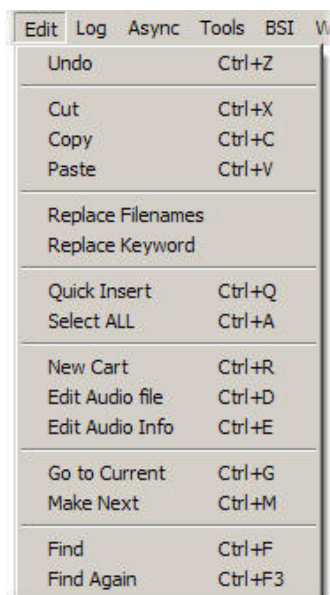 Edit Log Async Tools BSI
Undo Ctrl+Z
Cut Ctrl+X
Copy Ctrl+C
Paste Ctrl+V
Replace Filenames
Replace Keyword
Quick Insert Ctrl+Q
Select ALL Ctrl+A
New Cart Ctrl+R
Edit Audio file Ctrl+D
Edit Audio Info Ctrl+E
Go to Current Ctrl+G
Make Next Ctrl+M
Find Ctrl+F
Find Again Ctrl+F3